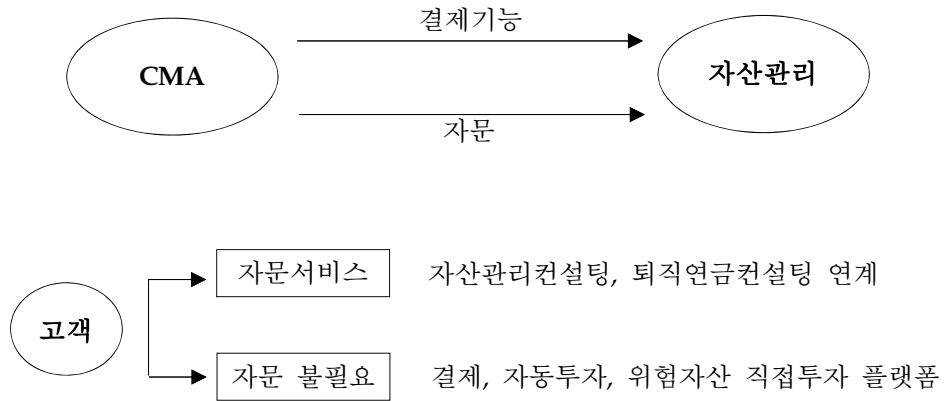 결제기능
CMA
자산관리
자문
자문서비스 자산관리컨설팅, 퇴직연금컨설팅 연계
고객
자문 불필요 결제, 자동투자, 위험자산 직접투자 플랫폼